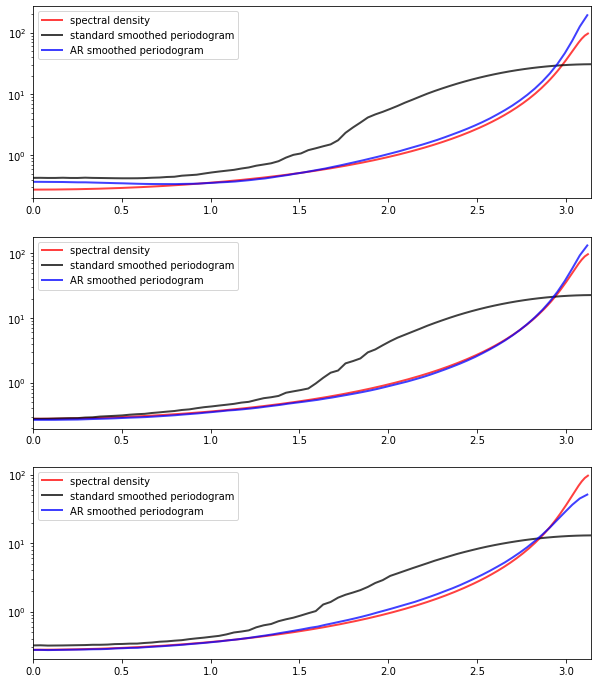 10²
10¹
10⁰
spectral density
standard smoothed periodogram
AR smoothed periodogram
0.0 0.5 1.0 1.5 2.0 2.5 3.0
10²
10¹
10⁰
spectral density
standard smoothed periodogram
AR smoothed periodogram
0.0 0.5 1.0 1.5 2.0 2.5 3.0
10²
10¹
10⁰
spectral density
standard smoothed periodogram
AR smoothed periodogram
0.0 0.5 1.0 1.5 2.0 2.5 3.0